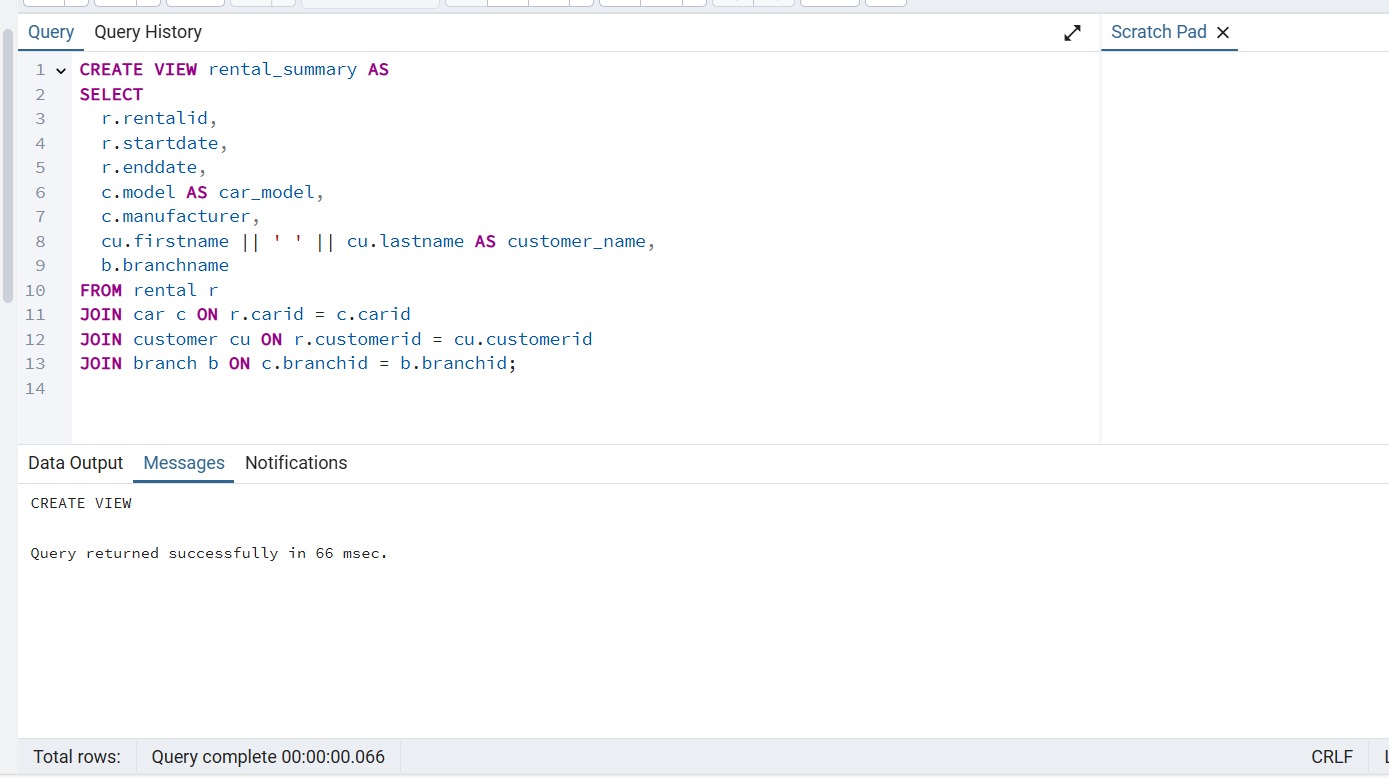 Query Query History Scratch Pad
1 CREATE VIEW rental_summary AS
2 SELECT
3 r.rentalid,
4 r.startdate,
5 r.enddate,
6 c.model AS car_model,
7 c.manufacturer,
8 cu.firstname || ' ' || cu.lastname AS customer_name,
9 b.branchname
10 FROM rental r
11 JOIN car c ON r.carid = c.carid
12 JOIN customer cu ON r.customerid = cu.customerid
13 JOIN branch b ON c.branchid = b.branchid;
14
Data Output Messages Notifications
CREATE VIEW
Query returned successfully in 66 msec.
Total rows: Query complete 00:00:00.066 CRLF